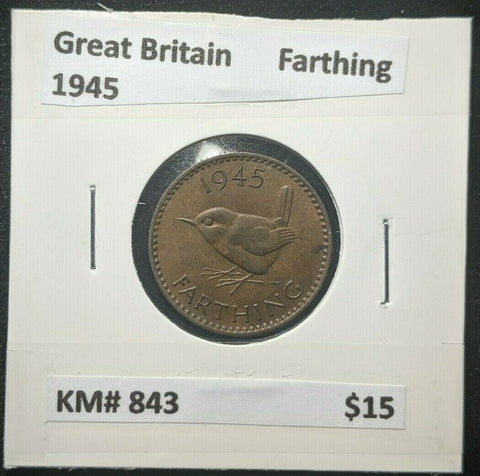 Great Britain Farthing
1945
1945
FARTHING
KM# 843 $15